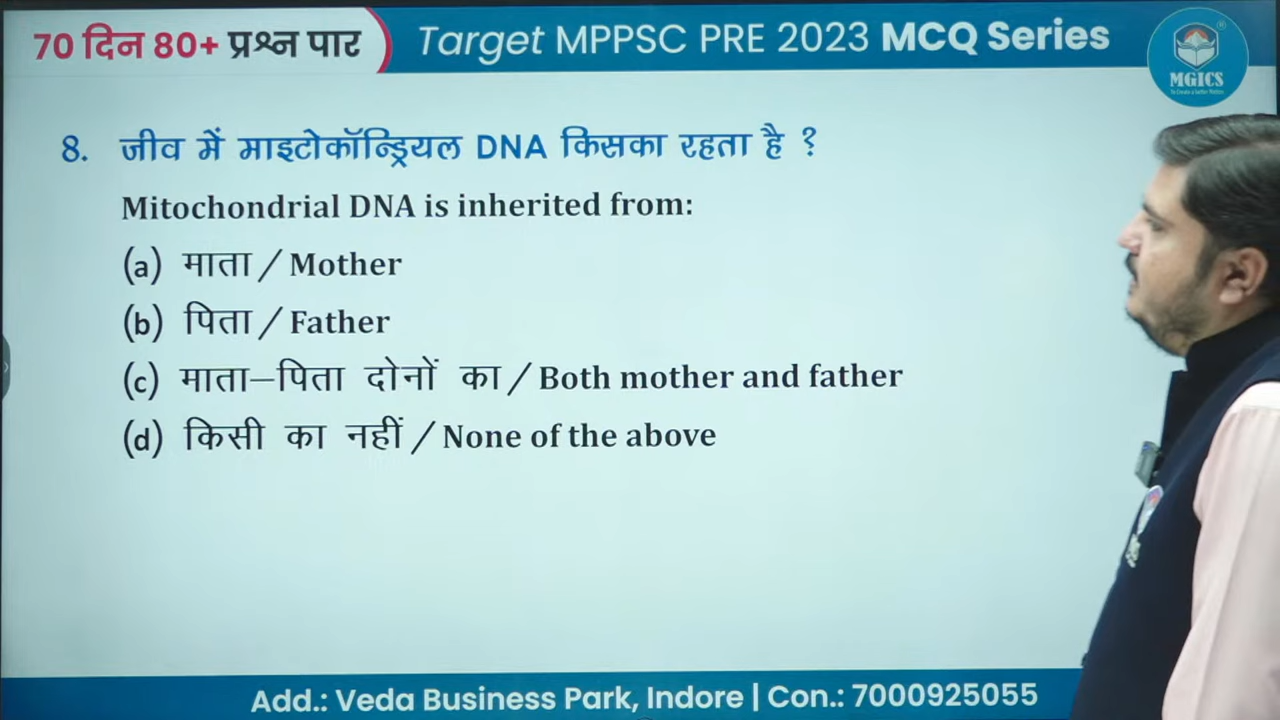 70 दिन 80+ प्रश्न पार
Target MPPSC PRE 2023 MCQ Series
MGICS
8. जीव में माइटोकॉन्ड्रियल DNA किसका रहता है ?
Mitochondrial DNA is inherited from:
(a) माता / Mother
(b) पिता / Father
(c) माता–पिता दोनों का / Both mother and father
(d) किसी का नहीं / None of the above
Add.: Veda Business Park, Indore | Con.: 7000925055